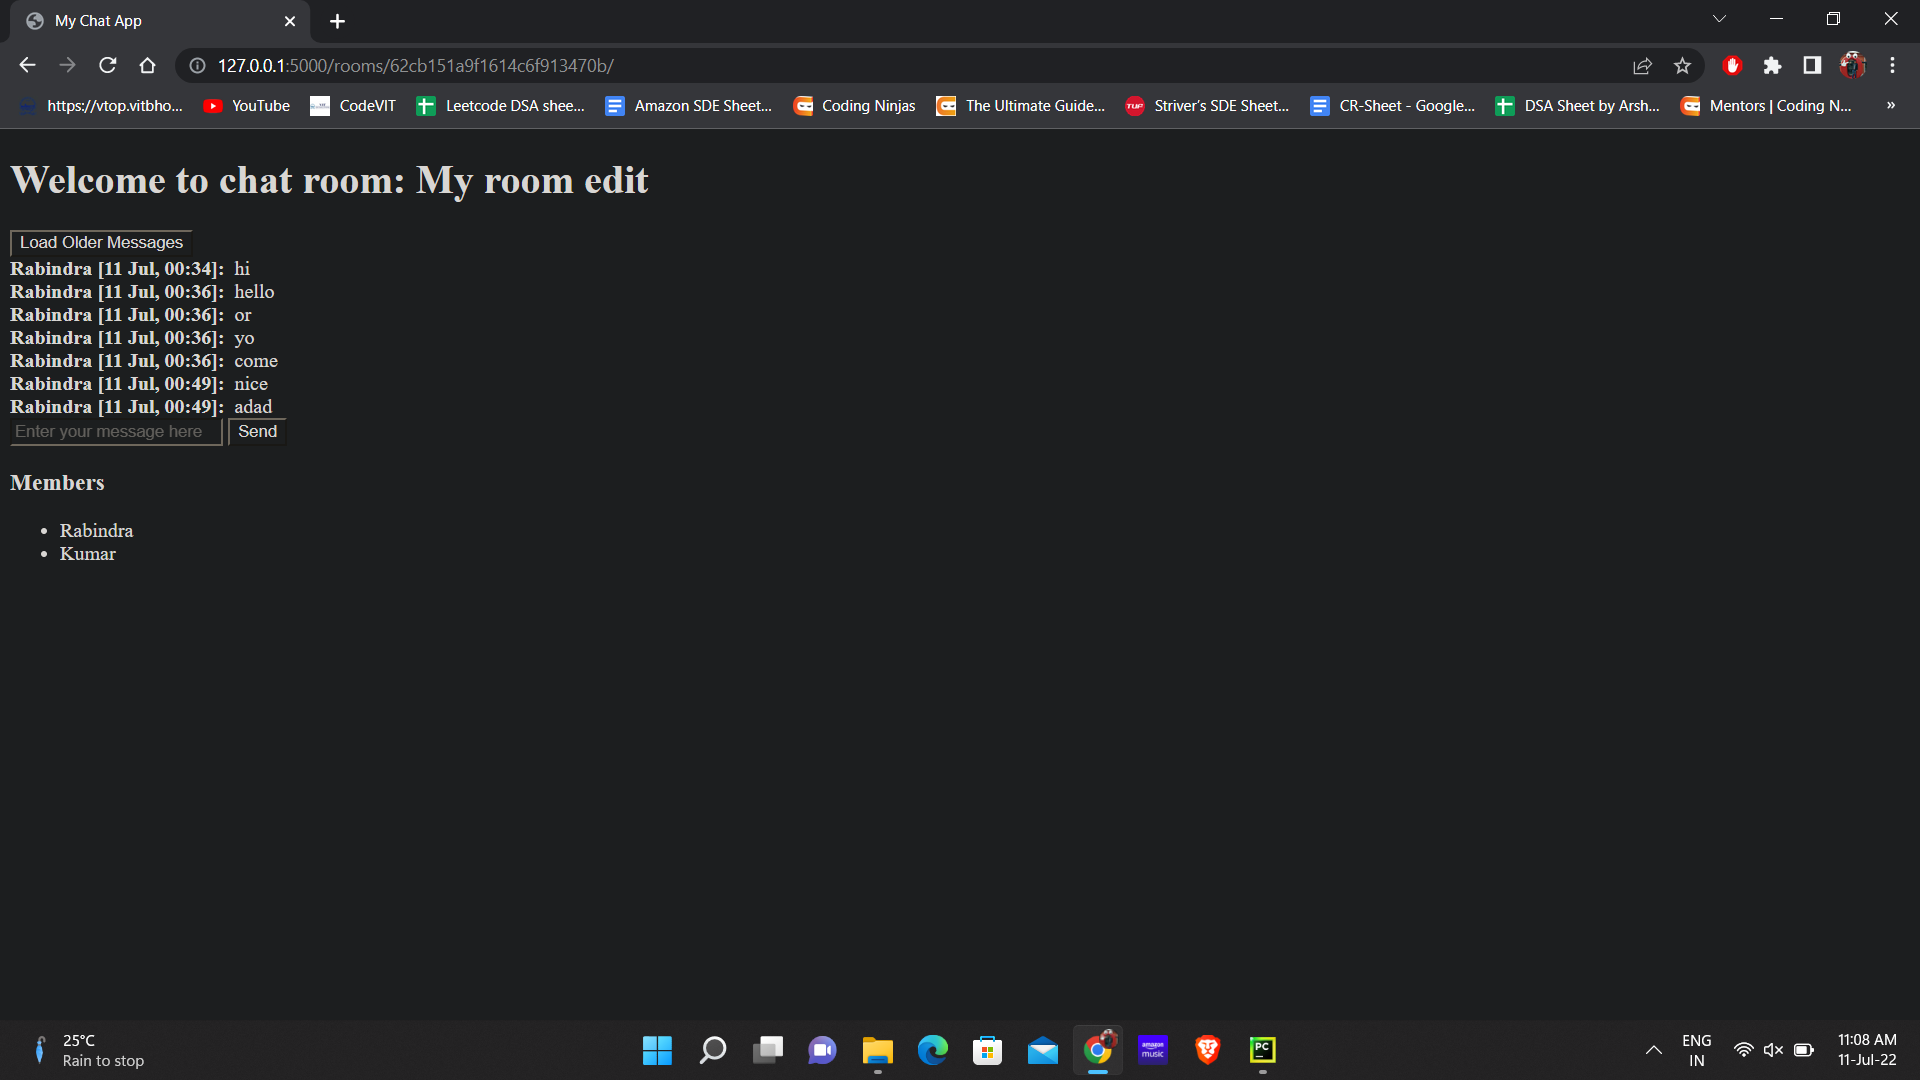 My Chat App
127.0.0.1:5000/rooms/62cb151a9f1614c6f913470b/
https://vtop.vitbho... YouTube CodeVIT Leetcode DSA shee... Amazon SDE Sheet... Coding Ninjas The Ultimate Guide... Striver's SDE Sheet... CR-Sheet - Google... DSA Sheet by Arsh... Mentors | Coding N... »
Welcome to chat room: My room edit
Load Older Messages
Rabindra [11 Jul, 00:34]: hi
Rabindra [11 Jul, 00:36]: hello
Rabindra [11 Jul, 00:36]: or
Rabindra [11 Jul, 00:36]: yo
Rabindra [11 Jul, 00:36]: come
Rabindra [11 Jul, 00:49]: nice
Rabindra [11 Jul, 00:49]: adad
Enter your message here Send
Members
• Rabindra
• Kumar
25°C
Rain to stop
amazon
music
PC
ENG
IN
11:08 AM
11-Jul-22